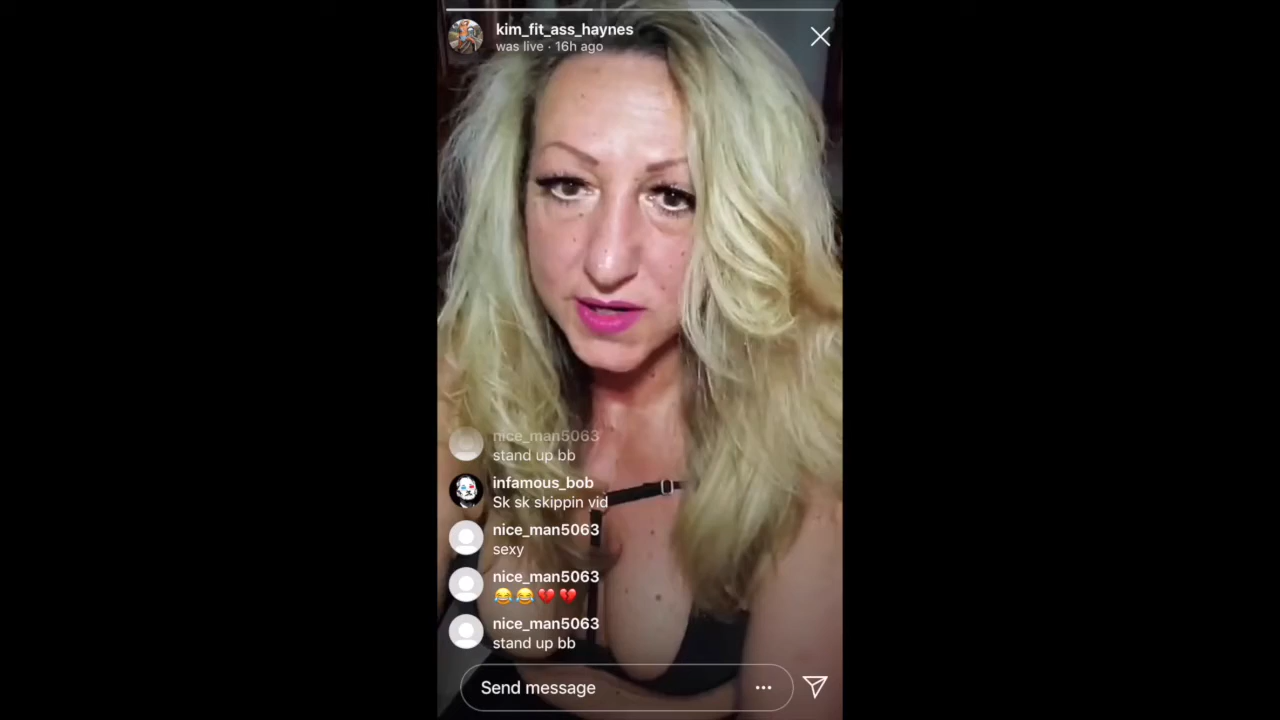 kim_fit_ass_haynes
was live · 16h ago
nice_man5063
stand up bb
infamous_bob
Sk sk skippin vid
nice_man5063
sexy
nice_man5063
😂😂💔💔
nice_man5063
stand up bb
Send message